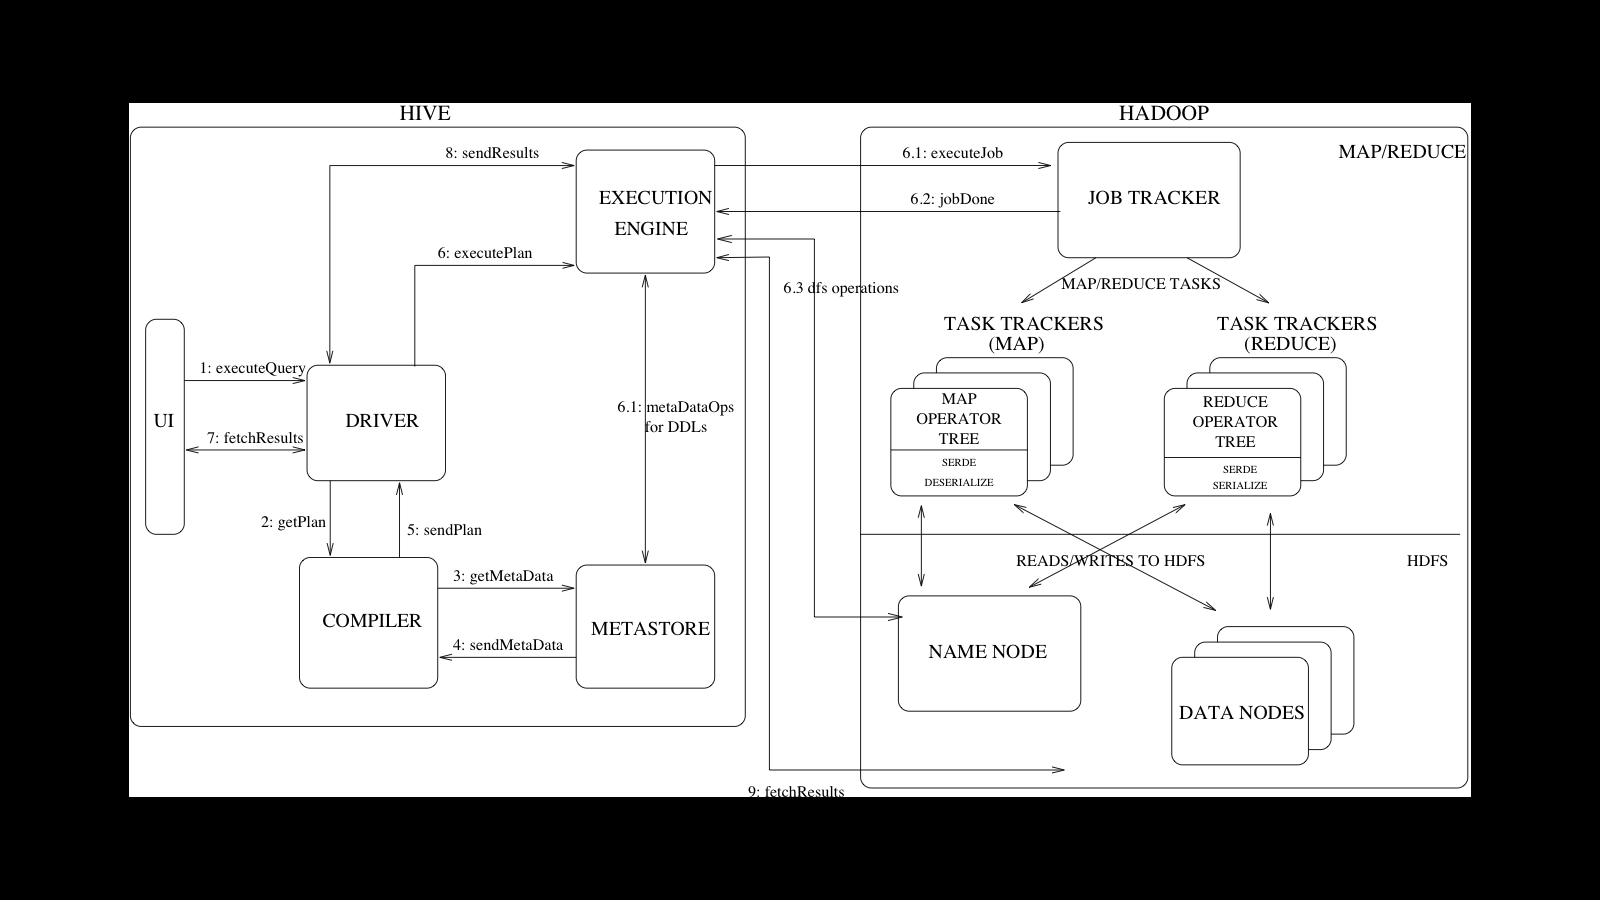 HIVE
HADOOP
MAP/REDUCE
8: sendResults
6.1: executeJob
EXECUTION
ENGINE
6.2: jobDone
JOB TRACKER
6: executePlan
6.3 dfs operations
MAP/REDUCE TASKS
TASK TRACKERS
(MAP)
TASK TRACKERS
(REDUCE)
1: executeQuery
UI
DRIVER
7: fetchResults
6.1: metaDataOps
for DDLs
MAP
OPERATOR
TREE
SERDE
DESERIALIZE
REDUCE
OPERATOR
TREE
SERDE
SERIALIZE
2: getPlan
5: sendPlan
READS/WRITES TO HDFS
HDFS
3: getMetaData
COMPILER
METASTORE
4: sendMetaData
NAME NODE
DATA NODES
9: fetchResults